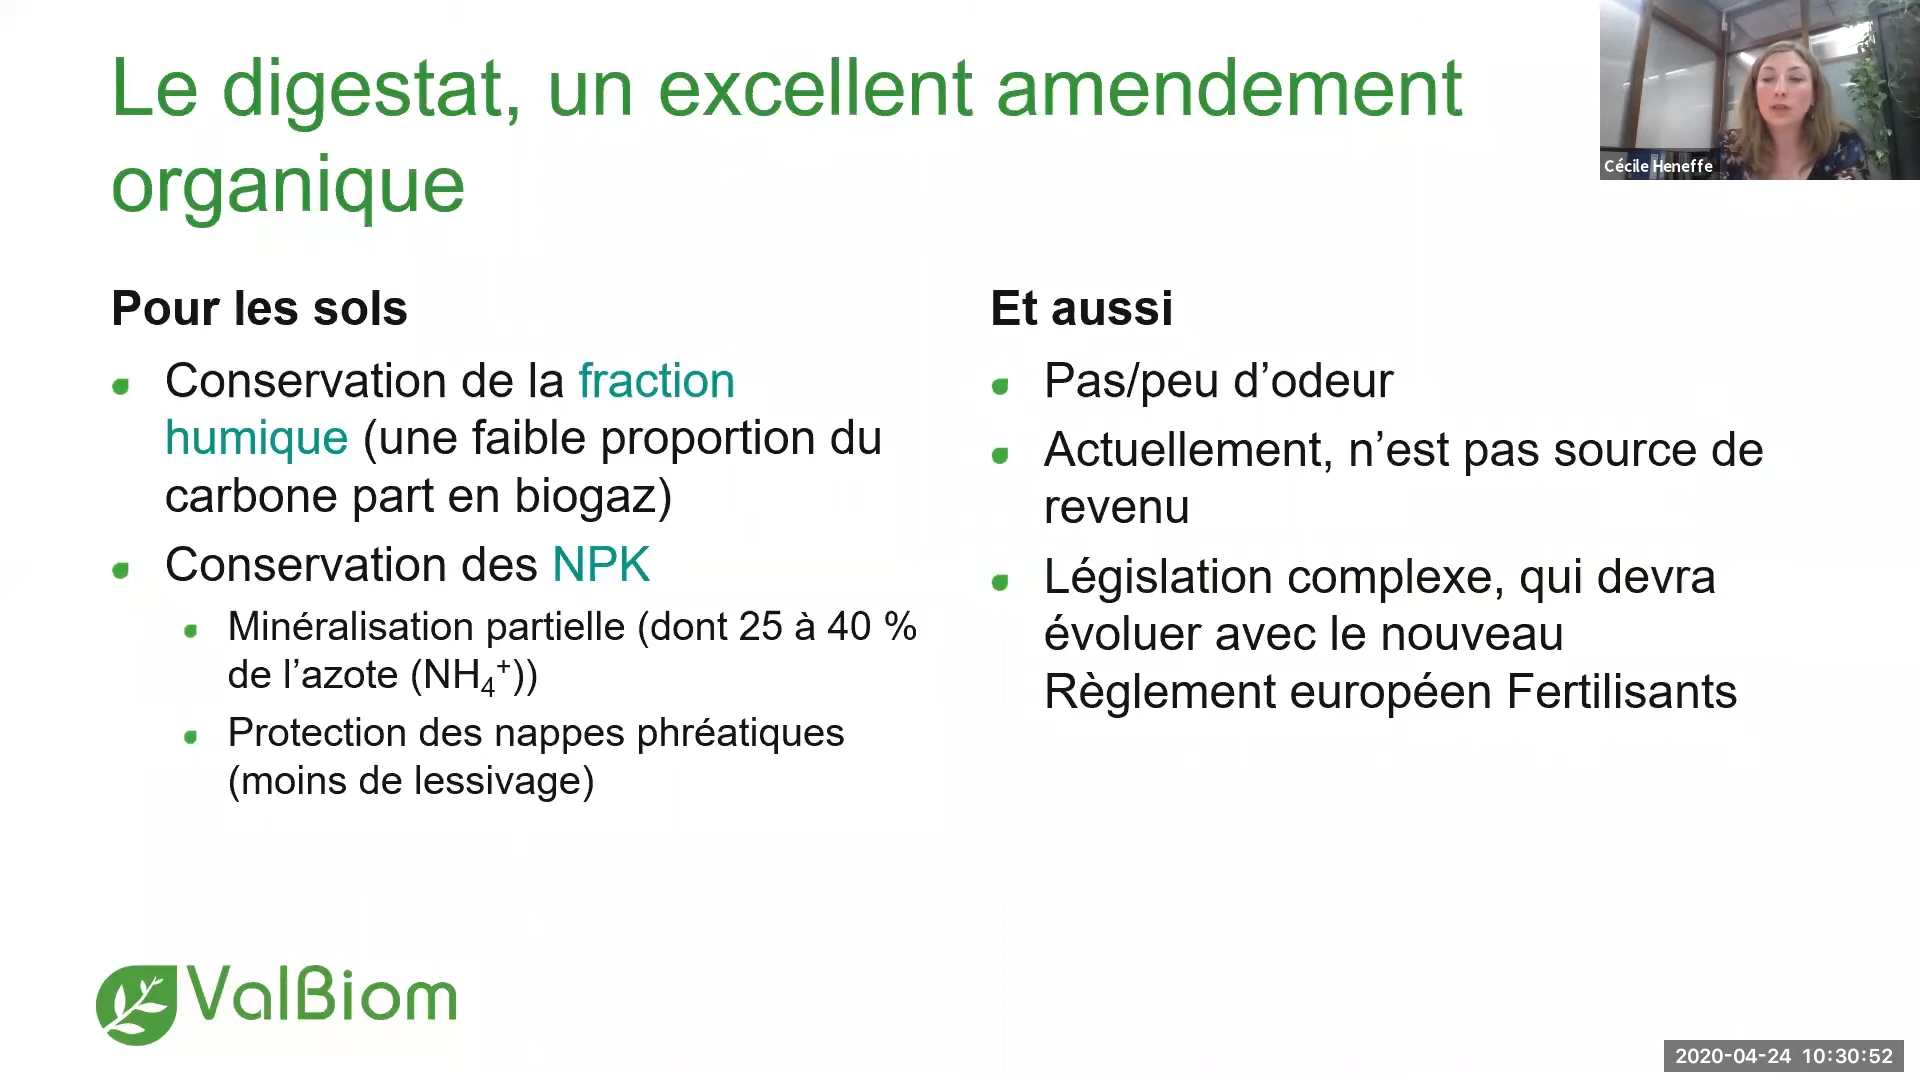 Le digestat, un excellent amendement
organique
Cécile Heneffe
Pour les sols
Conservation de la fraction
humique (une faible proportion du
carbone part en biogaz)
Conservation des NPK
Minéralisation partielle (dont 25 à 40 %
de l’azote (NH₄⁺))
Protection des nappes phréatiques
(moins de lessivage)
Et aussi
Pas/peu d’odeur
Actuellement, n’est pas source de
revenu
Législation complexe, qui devra
évoluer avec le nouveau
Règlement européen Fertilisants
ValBiom
2020-04-24 10:30:52